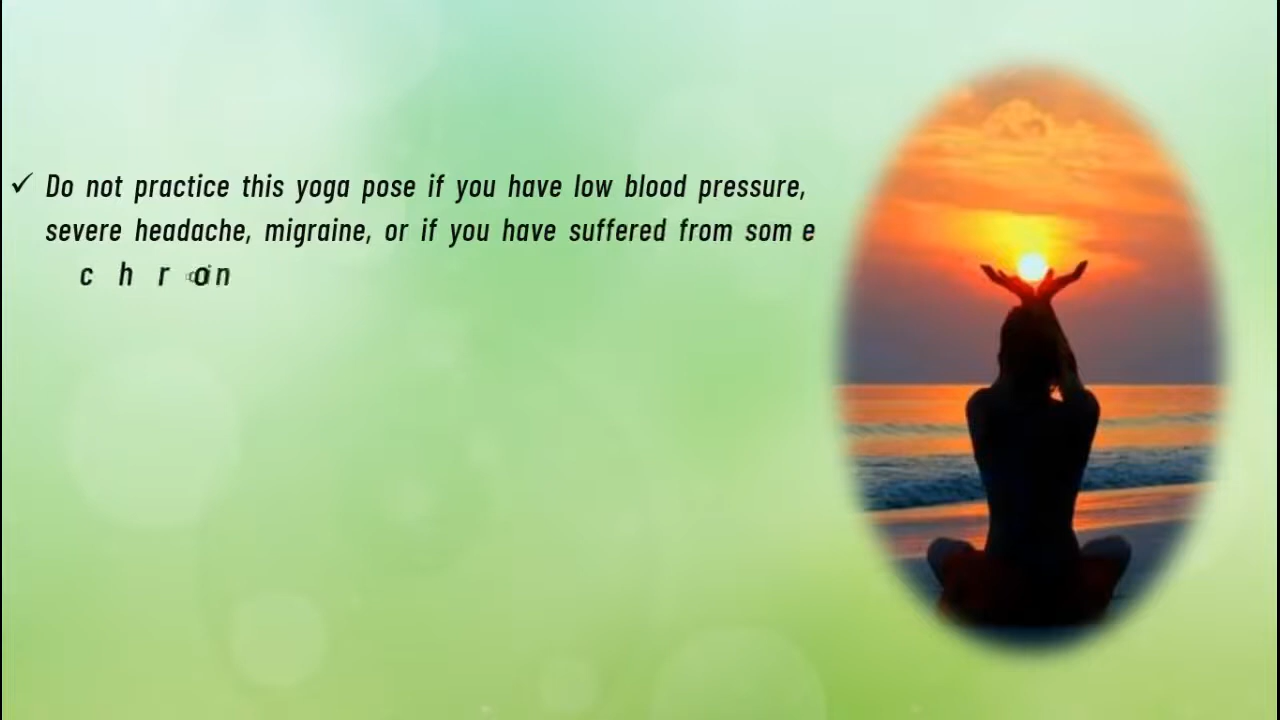 ✓ Do not practice this yoga pose if you have low blood pressure,
severe headache, migraine, or if you have suffered from some